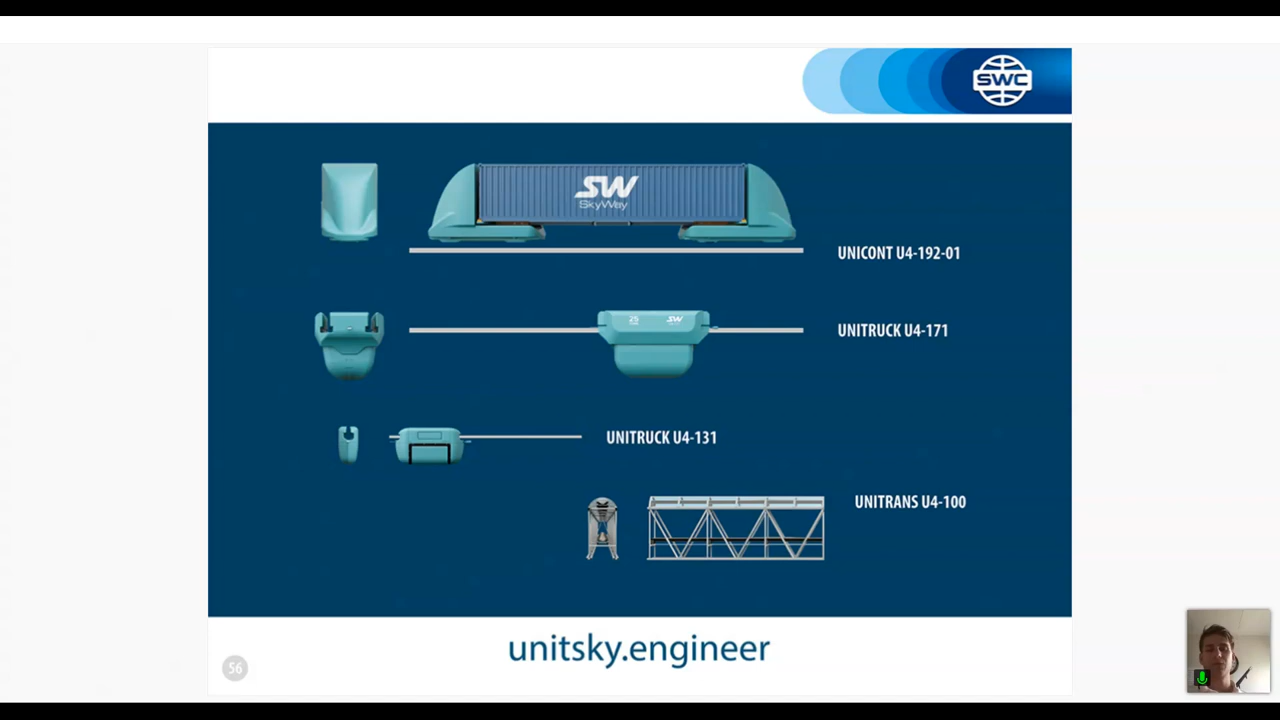 SWC
SW
SkyWay
UNICONT U4-192-01
25
SW
UNITRUCK U4-171
UNITRUCK U4-131
UNITRANS U4-100
unitsky.engineer
56